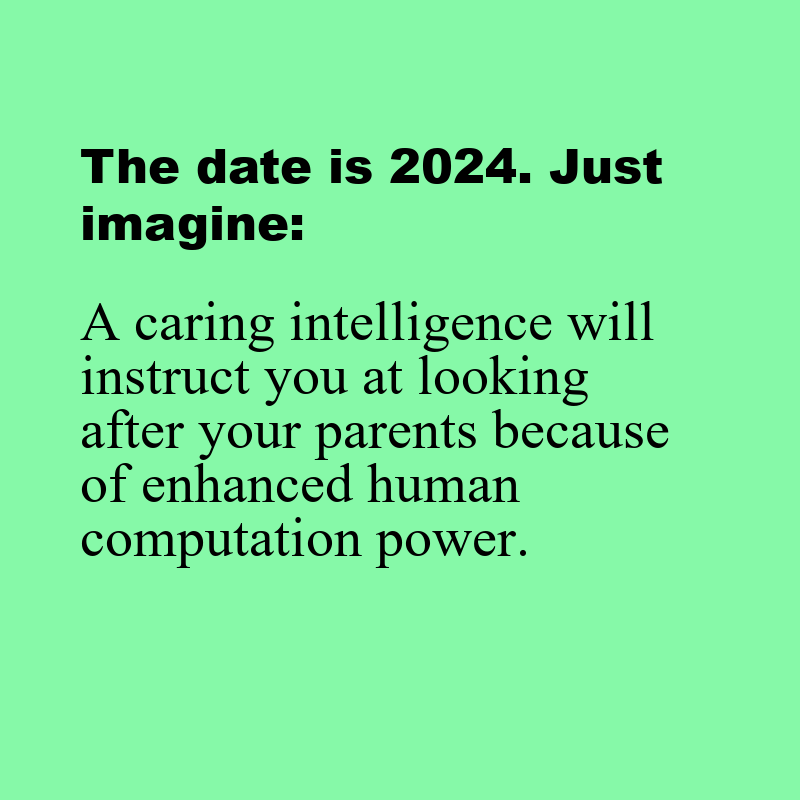 The date is 2024. Just
imagine:
A caring intelligence will
instruct you at looking
after your parents because
of enhanced human
computation power.